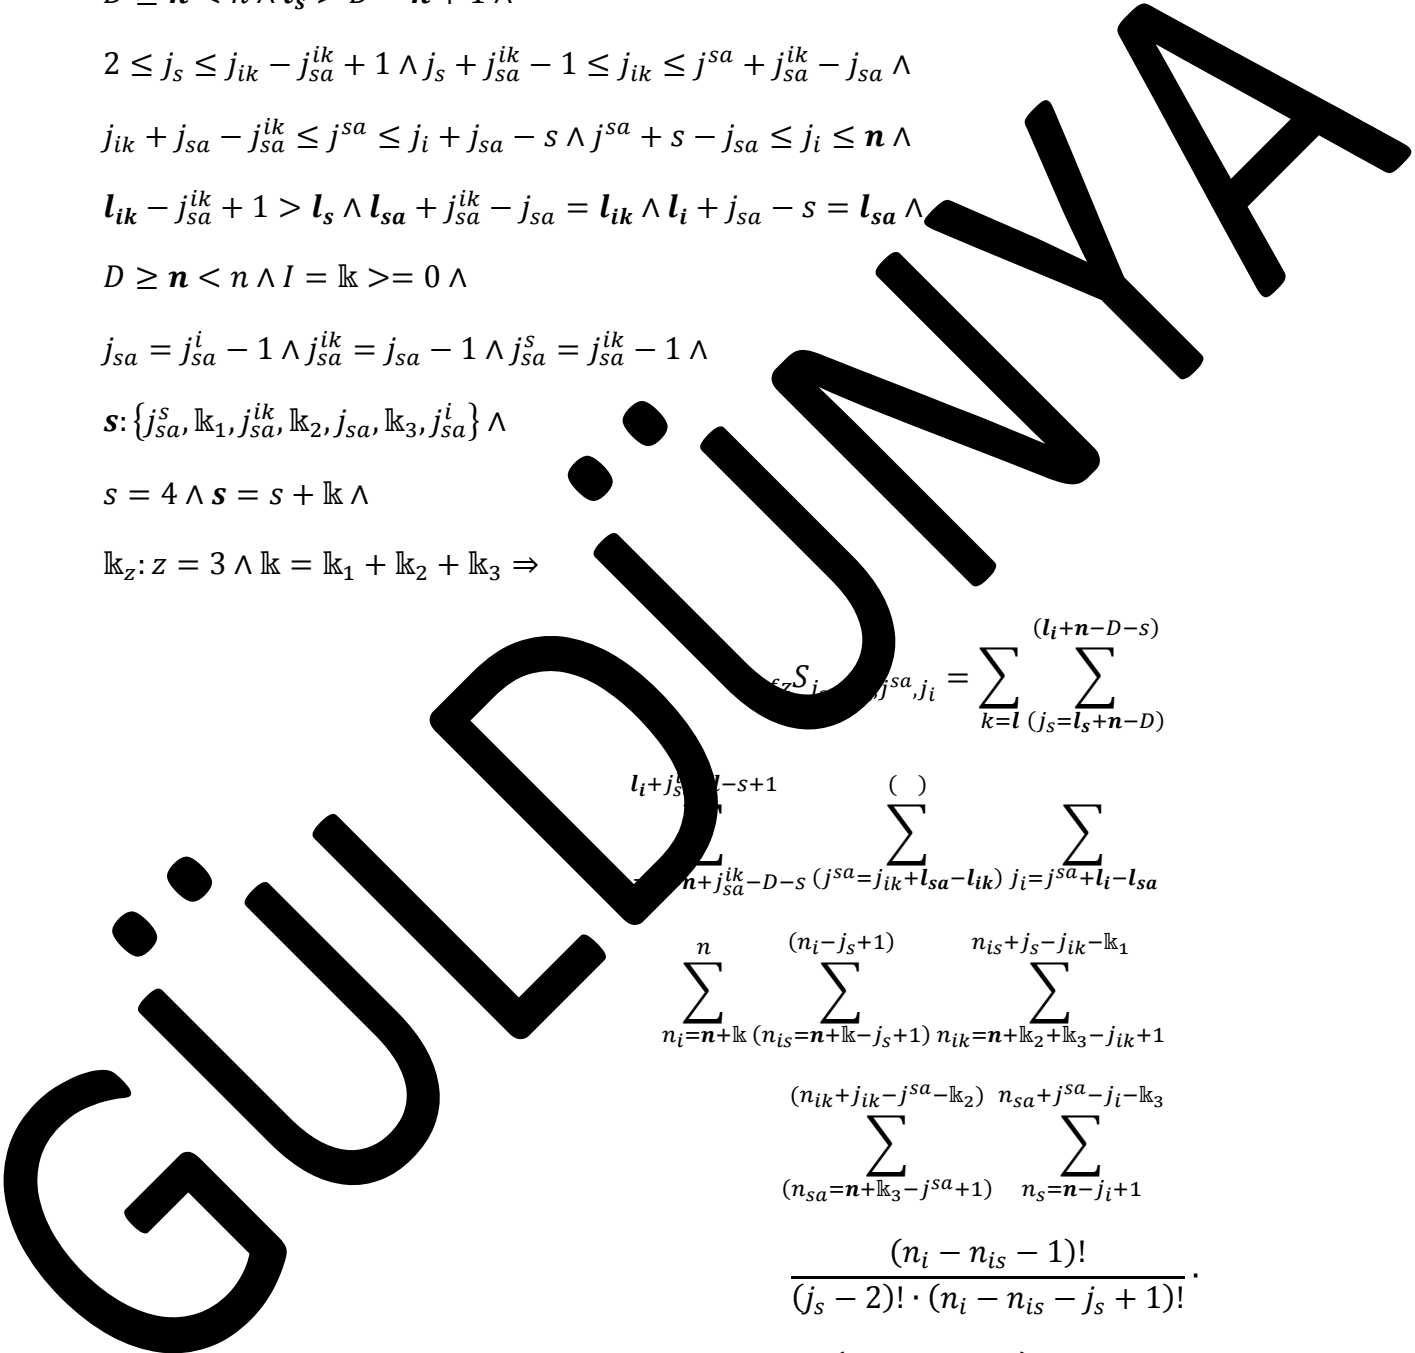 2 ≤ j_s ≤ j_{ik} − j_{sa}^{ik} + 1 ∧ j_s + j_{sa}^{ik} − 1 ≤ j_{ik} ≤ j^{sa} + j_{sa}^{ik} − j_{sa} ∧
j_{ik} + j_{sa} − j_{sa}^{ik} ≤ j^{sa} ≤ j_i + j_{sa} − s ∧ j^{sa} + s − j_{sa} ≤ j_i ≤ n ∧
l_{ik} − j_{sa}^{ik} + 1 > l_s ∧ l_{sa} + j_{sa}^{ik} − j_{sa} = l_{ik} ∧ l_i + j_{sa} − s = l_{sa} ∧
D ≥ n < n ∧ I = 𝕜 >= 0 ∧
j_{sa} = j_{sa}^{i} − 1 ∧ j_{sa}^{ik} = j_{sa} − 1 ∧ j_{sa}^{s} = j_{sa}^{ik} − 1 ∧
s: {j_{sa}^{s}, 𝕜_1, j_{sa}^{ik}, 𝕜_2, j_{sa}, 𝕜_3, j_{sa}^{i}} ∧
s = 4 ∧ s = s + 𝕜 ∧
𝕜_z: z = 3 ∧ 𝕜 = 𝕜_1 + 𝕜_2 + 𝕜_3 ⇒
S j^{sa}, j_i = ∑_{k=l} ∑_{(j_s=l_s+n−D)}^{(l_i+n−D−s)}
∑ ∑_{(j^{sa}=j_{ik}+l_{sa}−l_{ik})}^{( )} ∑_{j_i=j^{sa}+l_i−l_{sa}}
∑_{n_i=n+𝕜}^{n} ∑_{(n_{is}=n+𝕜−j_s+1)}^{(n_i−j_s+1)} ∑_{n_{ik}=n+𝕜_2+𝕜_3−j_{ik}+1}^{n_{is}+j_s−j_{ik}−𝕜_1}
∑_{(n_{sa}=n+𝕜_3−j^{sa}+1)}^{(n_{ik}+j_{ik}−j^{sa}−𝕜_2)} ∑_{n_s=n−j_i+1}^{n_{sa}+j^{sa}−j_i−𝕜_3}
(n_i − n_{is} − 1)!
(j_s − 2)! · (n_i − n_{is} − j_s + 1)! ·
GÜLDÜNYA